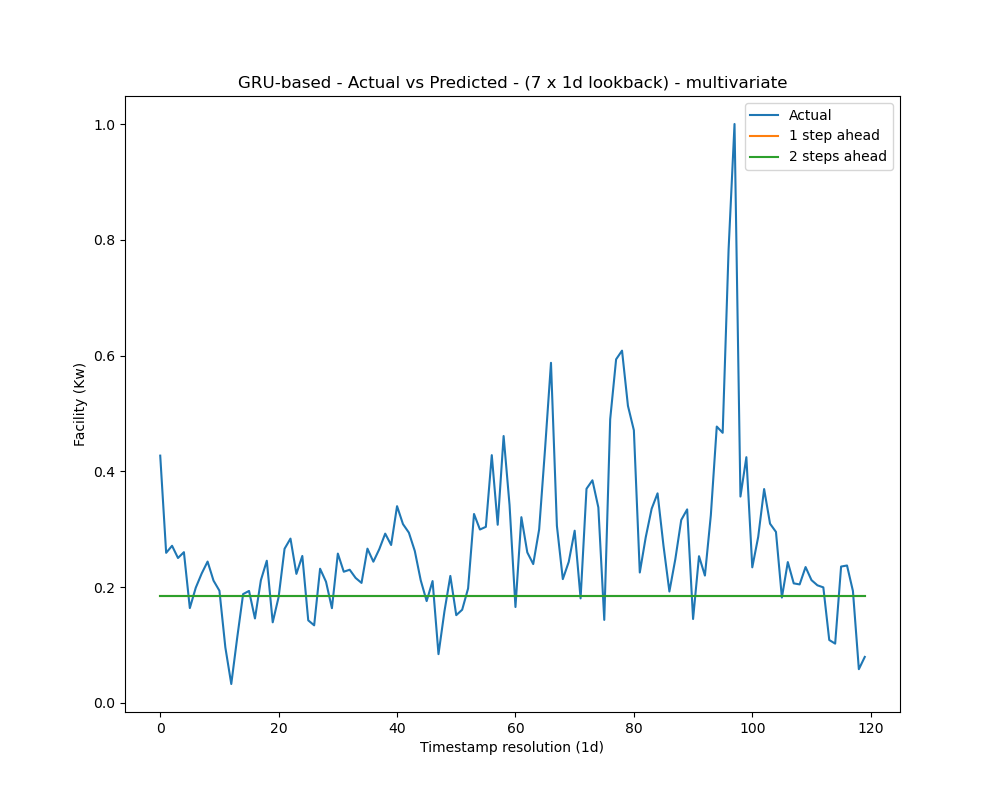 GRU-based - Actual vs Predicted - (7 x 1d lookback) - multivariate
Actual
1 step ahead
2 steps ahead
1.0
0.8
0.6
0.4
0.2
0.0
Facility (Kw)
0 20 40 60 80 100 120
Timestamp resolution (1d)